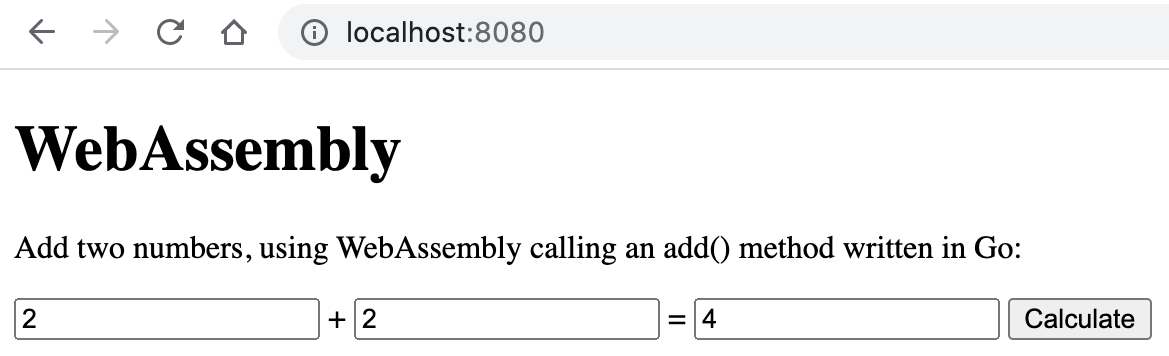 localhost:8080
WebAssembly
Add two numbers, using WebAssembly calling an add() method written in Go:
2 + 2 = 4 Calculate